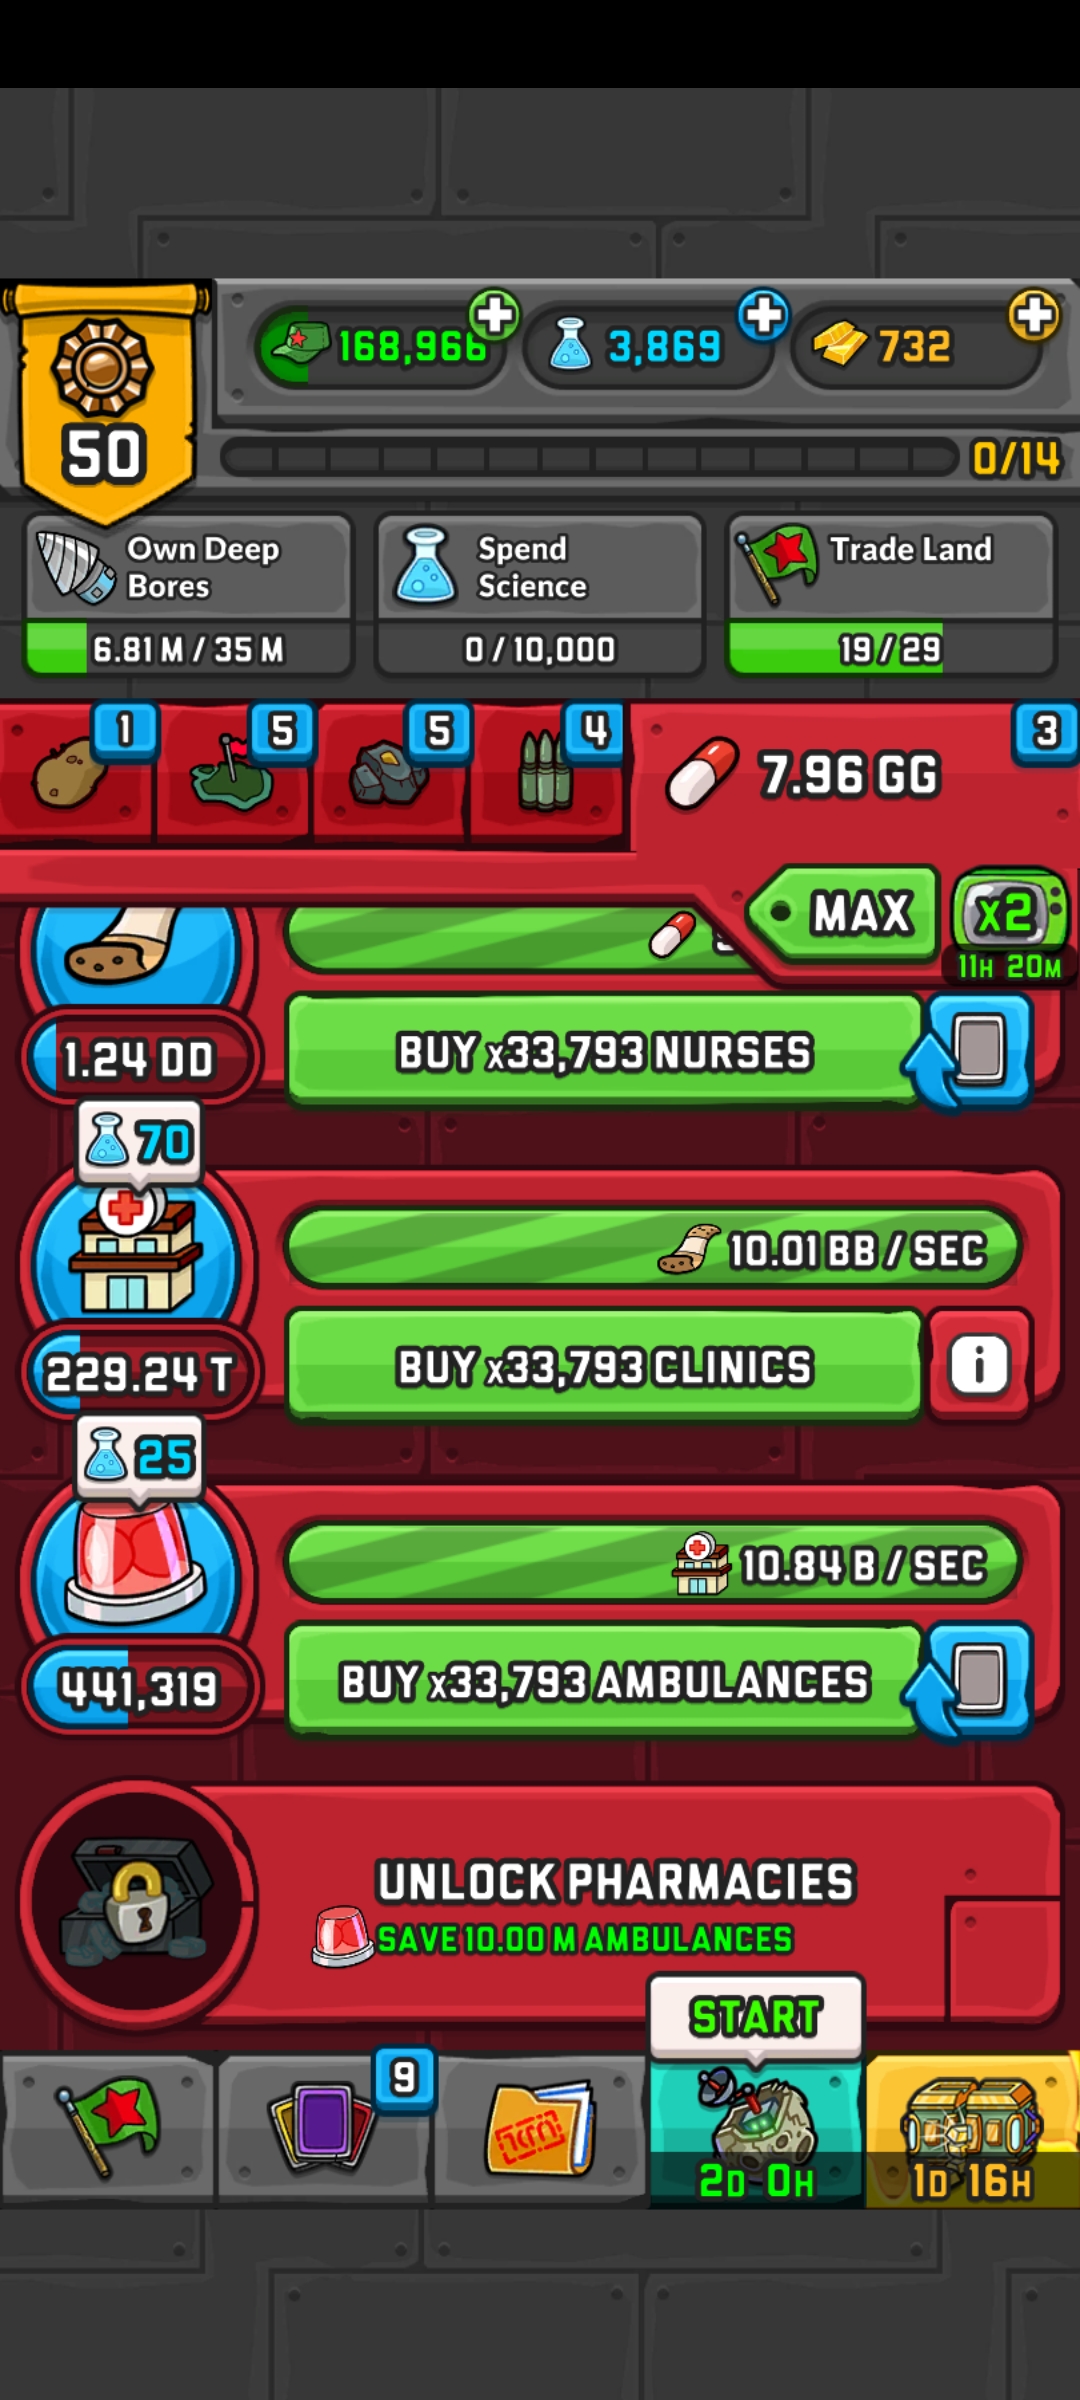 168,966
3,869
732
50
0/14
Own Deep Bores
6.81 M / 35 M
Spend Science
0 / 10,000
Trade Land
19 / 29
1
5
5
4
7.96 GG
3
MAX
x2
11H 20M
1.24 DD
BUY x33,793 NURSES
70
10.01 BB / SEC
229.24 T
BUY x33,793 CLINICS
i
25
10.84 B / SEC
441,319
BUY x33,793 AMBULANCES
UNLOCK PHARMACIES
SAVE 10.00 M AMBULANCES
START
9
2D 0H
1D 16H